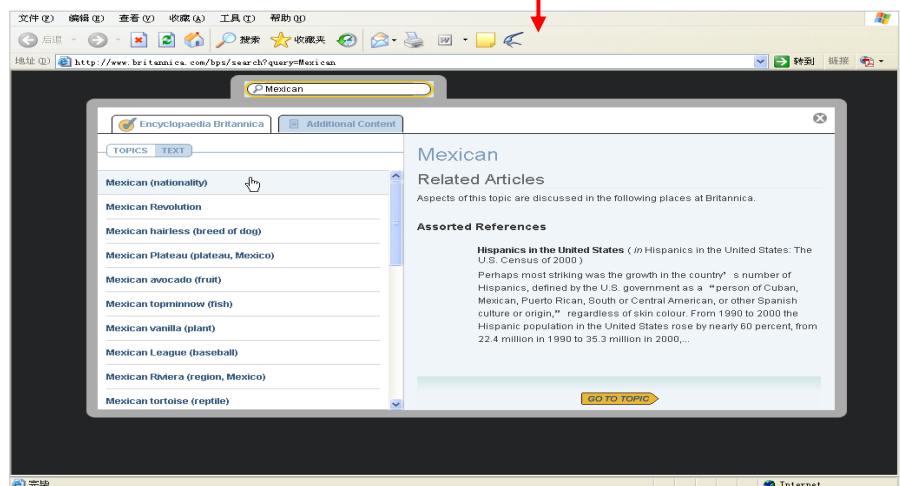 文件(F) 编辑(E) 查看(V) 收藏(A) 工具(T) 帮助(H)
后退 搜索 收藏夹
地址(D) http://www.britannica.com/bps/search?query=Mexican 转到 链接
Mexican
Encyclopaedia Britannica Additional Content
TOPICS TEXT
Mexican (nationality)
Mexican Revolution
Mexican hairless (breed of dog)
Mexican Plateau (plateau, Mexico)
Mexican avocado (fruit)
Mexican topminnow (fish)
Mexican vanilla (plant)
Mexican League (baseball)
Mexican Riviera (region, Mexico)
Mexican tortoise (reptile)
Mexican
Related Articles
Aspects of this topic are discussed in the following places at Britannica.
Assorted References
Hispanics in the United States ( in Hispanics in the United States: The
U.S. Census of 2000 )
Perhaps most striking was the growth in the country’ s number of
Hispanics, defined by the U.S. government as a “person of Cuban,
Mexican, Puerto Rican, South or Central American, or other Spanish
culture or origin,” regardless of skin colour. From 1990 to 2000 the
Hispanic population in the United States rose by nearly 60 percent, from
22.4 million in 1990 to 35.3 million in 2000,...
GO TO TOPIC
完毕 Internet